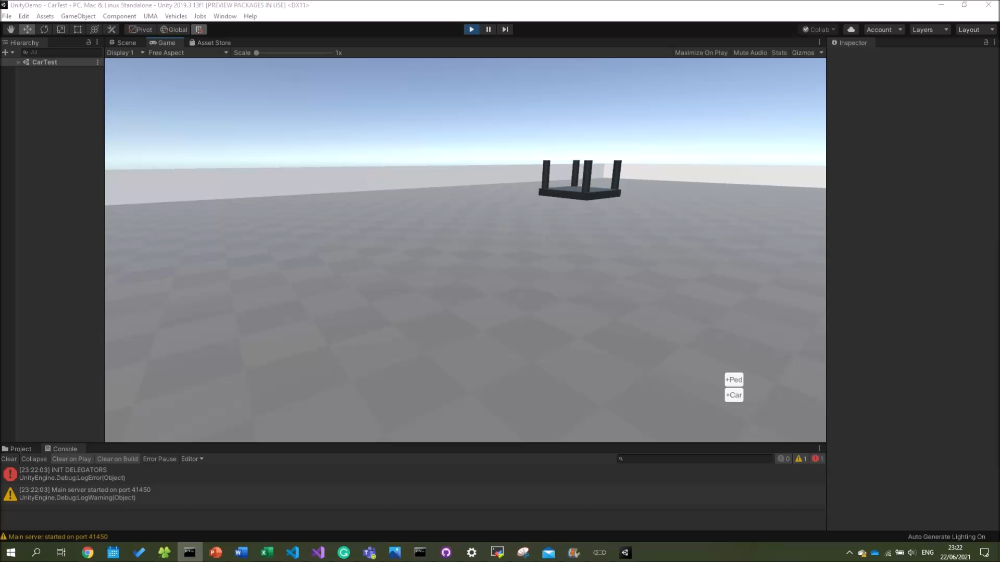 UnityDemo - CarTest - PC, Mac & Linux Standalone - Unity 2019.3.13f1 [PREVIEW PACKAGES IN USE] <DX11>
File Edit Assets GameObject Component UMA Vehicles Jobs Window Help
Pivot Global Collab Account Layers Layout
Hierarchy Scene Game Asset Store Inspector
All Display 1 Free Aspect Scale 1x Maximize On Play Mute Audio Stats Gizmos
CarTest
+Ped
+Car
Project Console
Clear Collapse Clear on Play Clear on Build Error Pause Editor 0 1 1
[23:22:03] INIT DELEGATORS
UnityEngine.Debug:LogError(Object)
[23:22:03] Main server started on port 41450
UnityEngine.Debug:LogWarning(Object)
Main server started on port 41450 Auto Generate Lighting On
ENG 23:22
22/06/2021